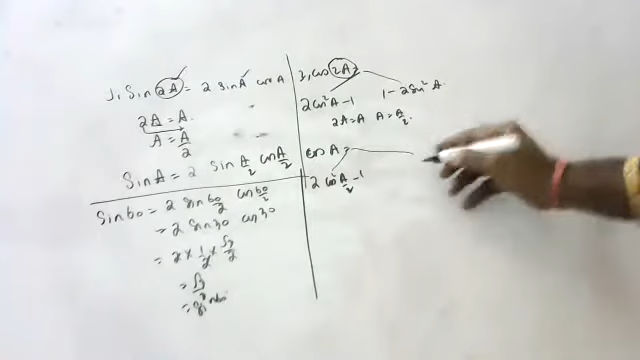 1, Sin 2A = 2 sin A cos A
2A = A.
A = A/2
Sin A = 2 sin A/2 cos A/2
Sin 60 = 2 sin 60/2 cos 60/2
= 2 sin 30 cos 30
= 2 × 1/2 × √3/2
= √3/2
2, cos 2A =
2cos²A-1 1-2sin²A.
2A=A A=A/2.
cos A =
2 cos²A/2 -1